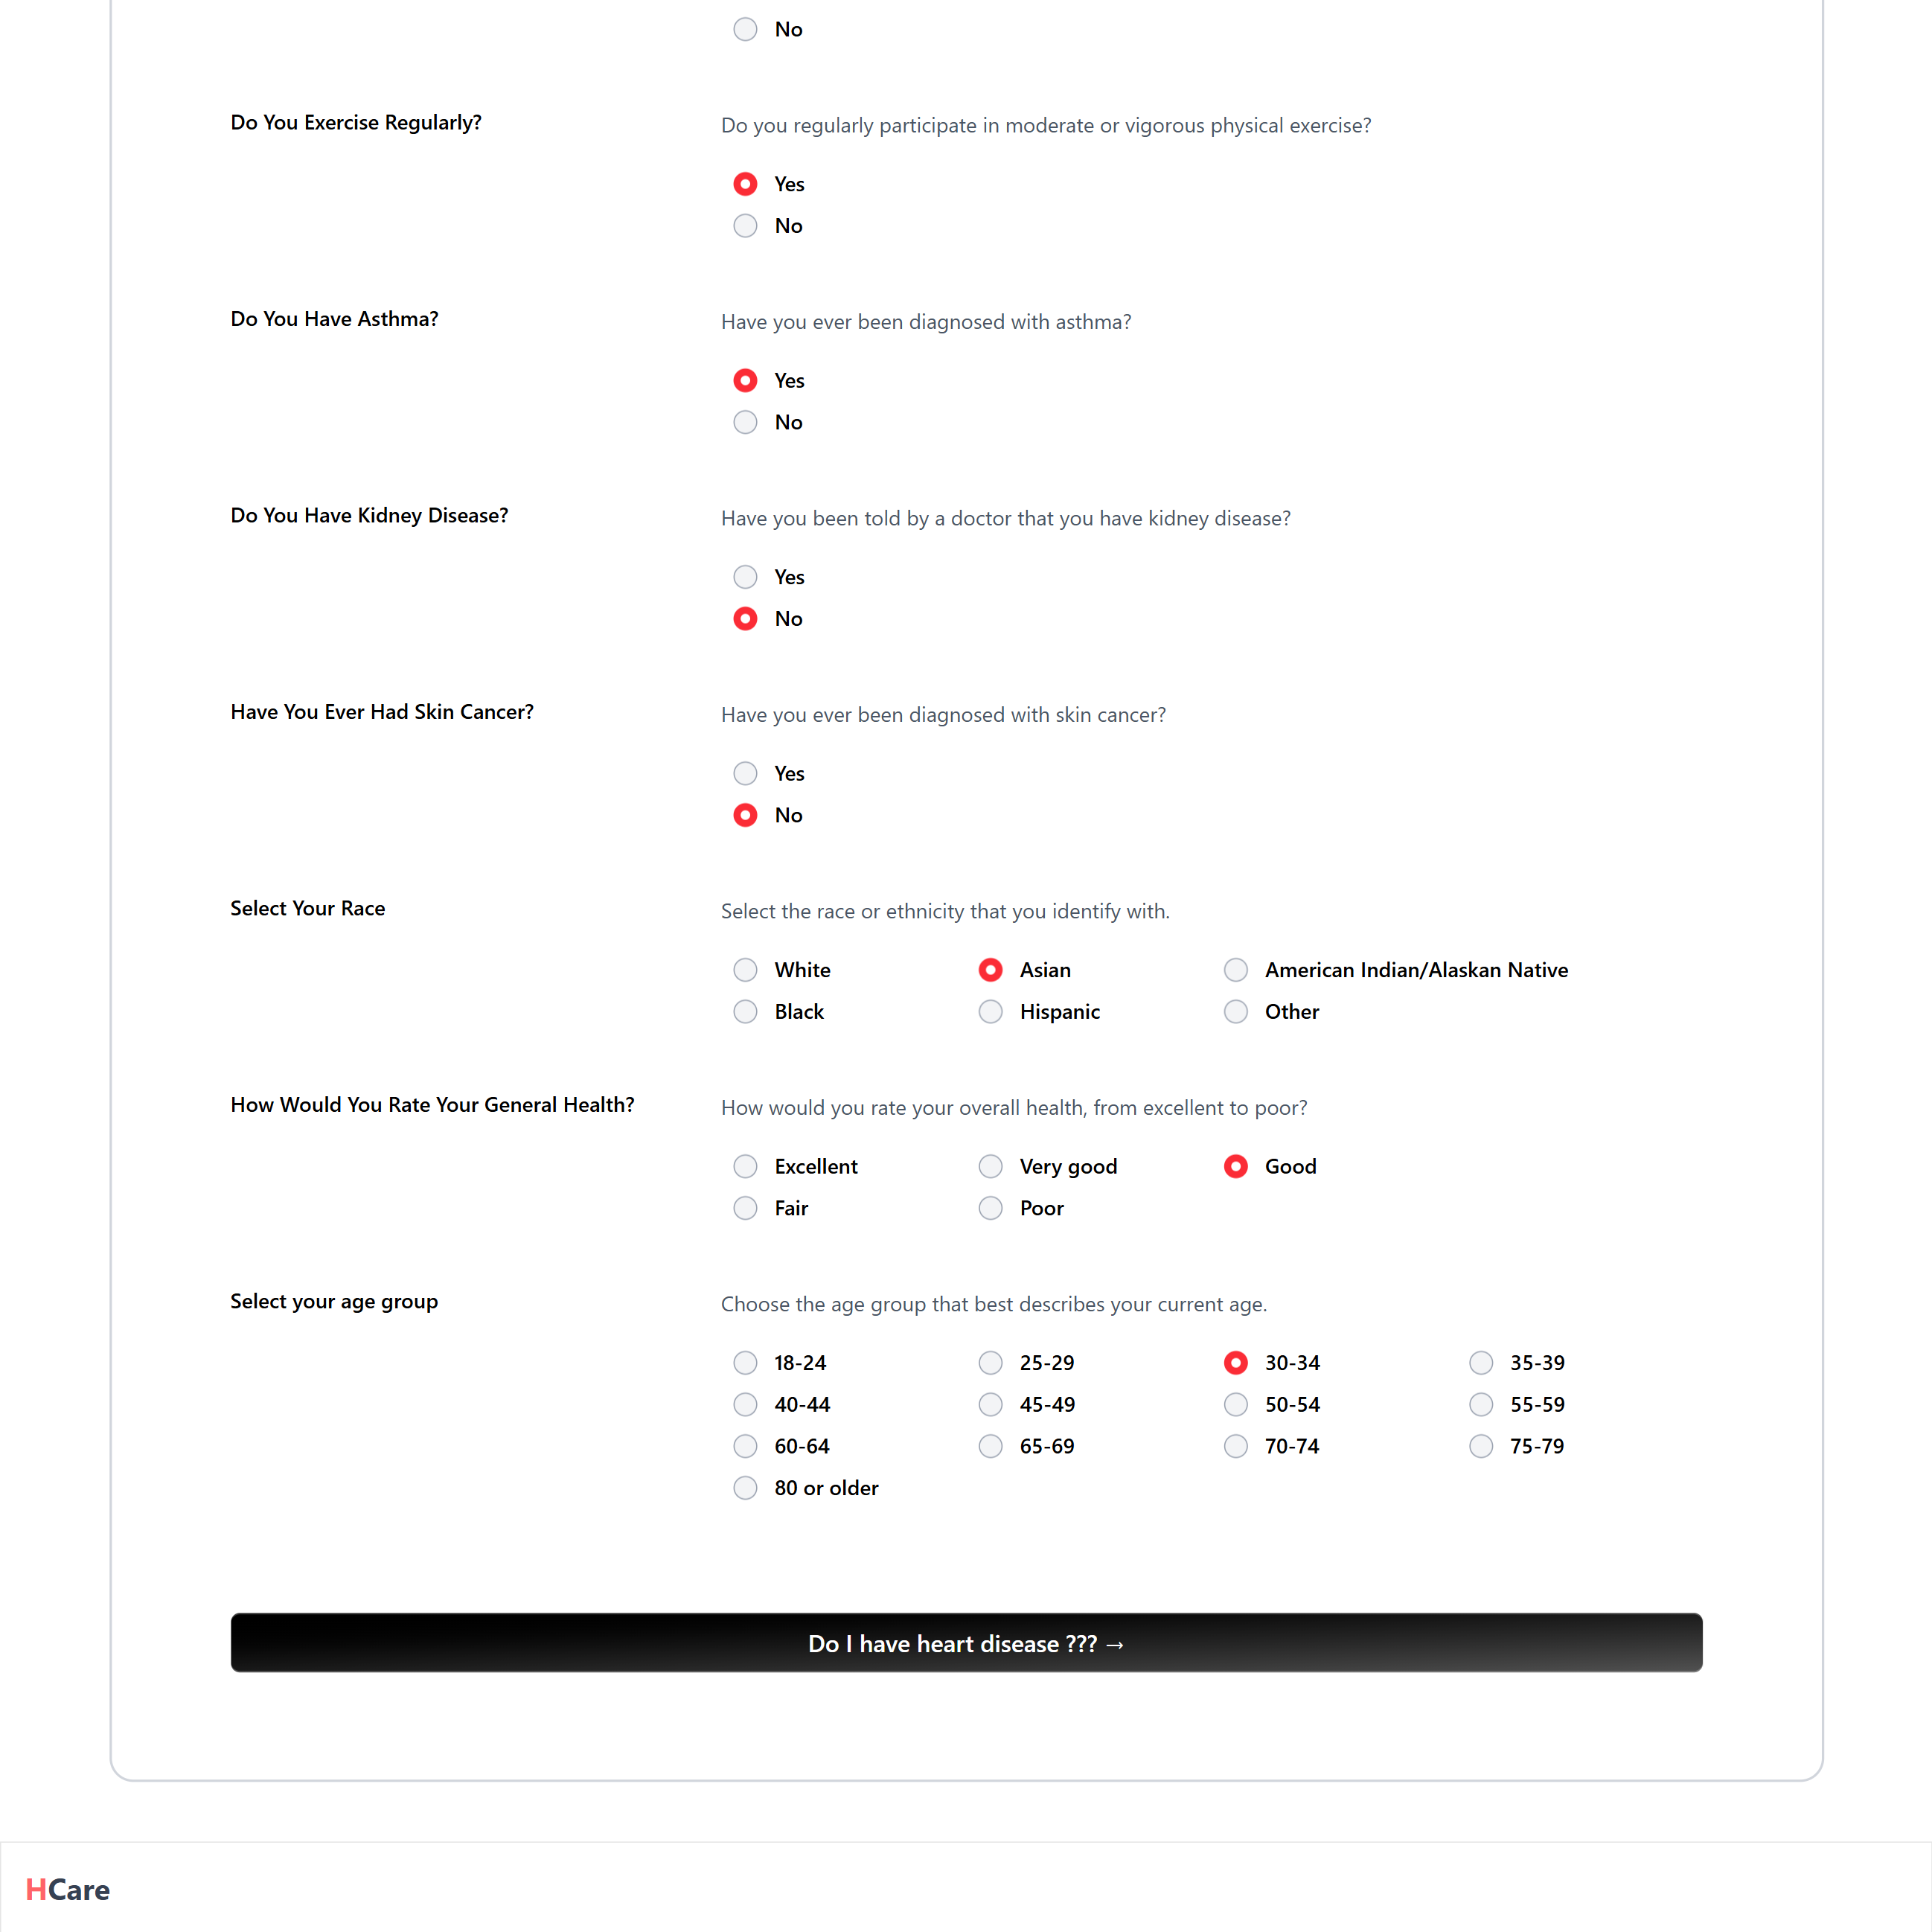 No
Do You Exercise Regularly?
Do you regularly participate in moderate or vigorous physical exercise?
Yes
No
Do You Have Asthma?
Have you ever been diagnosed with asthma?
Yes
No
Do You Have Kidney Disease?
Have you been told by a doctor that you have kidney disease?
Yes
No
Have You Ever Had Skin Cancer?
Have you ever been diagnosed with skin cancer?
Yes
No
Select Your Race
Select the race or ethnicity that you identify with.
White Asian American Indian/Alaskan Native
Black Hispanic Other
How Would You Rate Your General Health?
How would you rate your overall health, from excellent to poor?
Excellent Very good Good
Fair Poor
Select your age group
Choose the age group that best describes your current age.
18-24 25-29 30-34 35-39
40-44 45-49 50-54 55-59
60-64 65-69 70-74 75-79
80 or older
Do I have heart disease ??? →
HCare